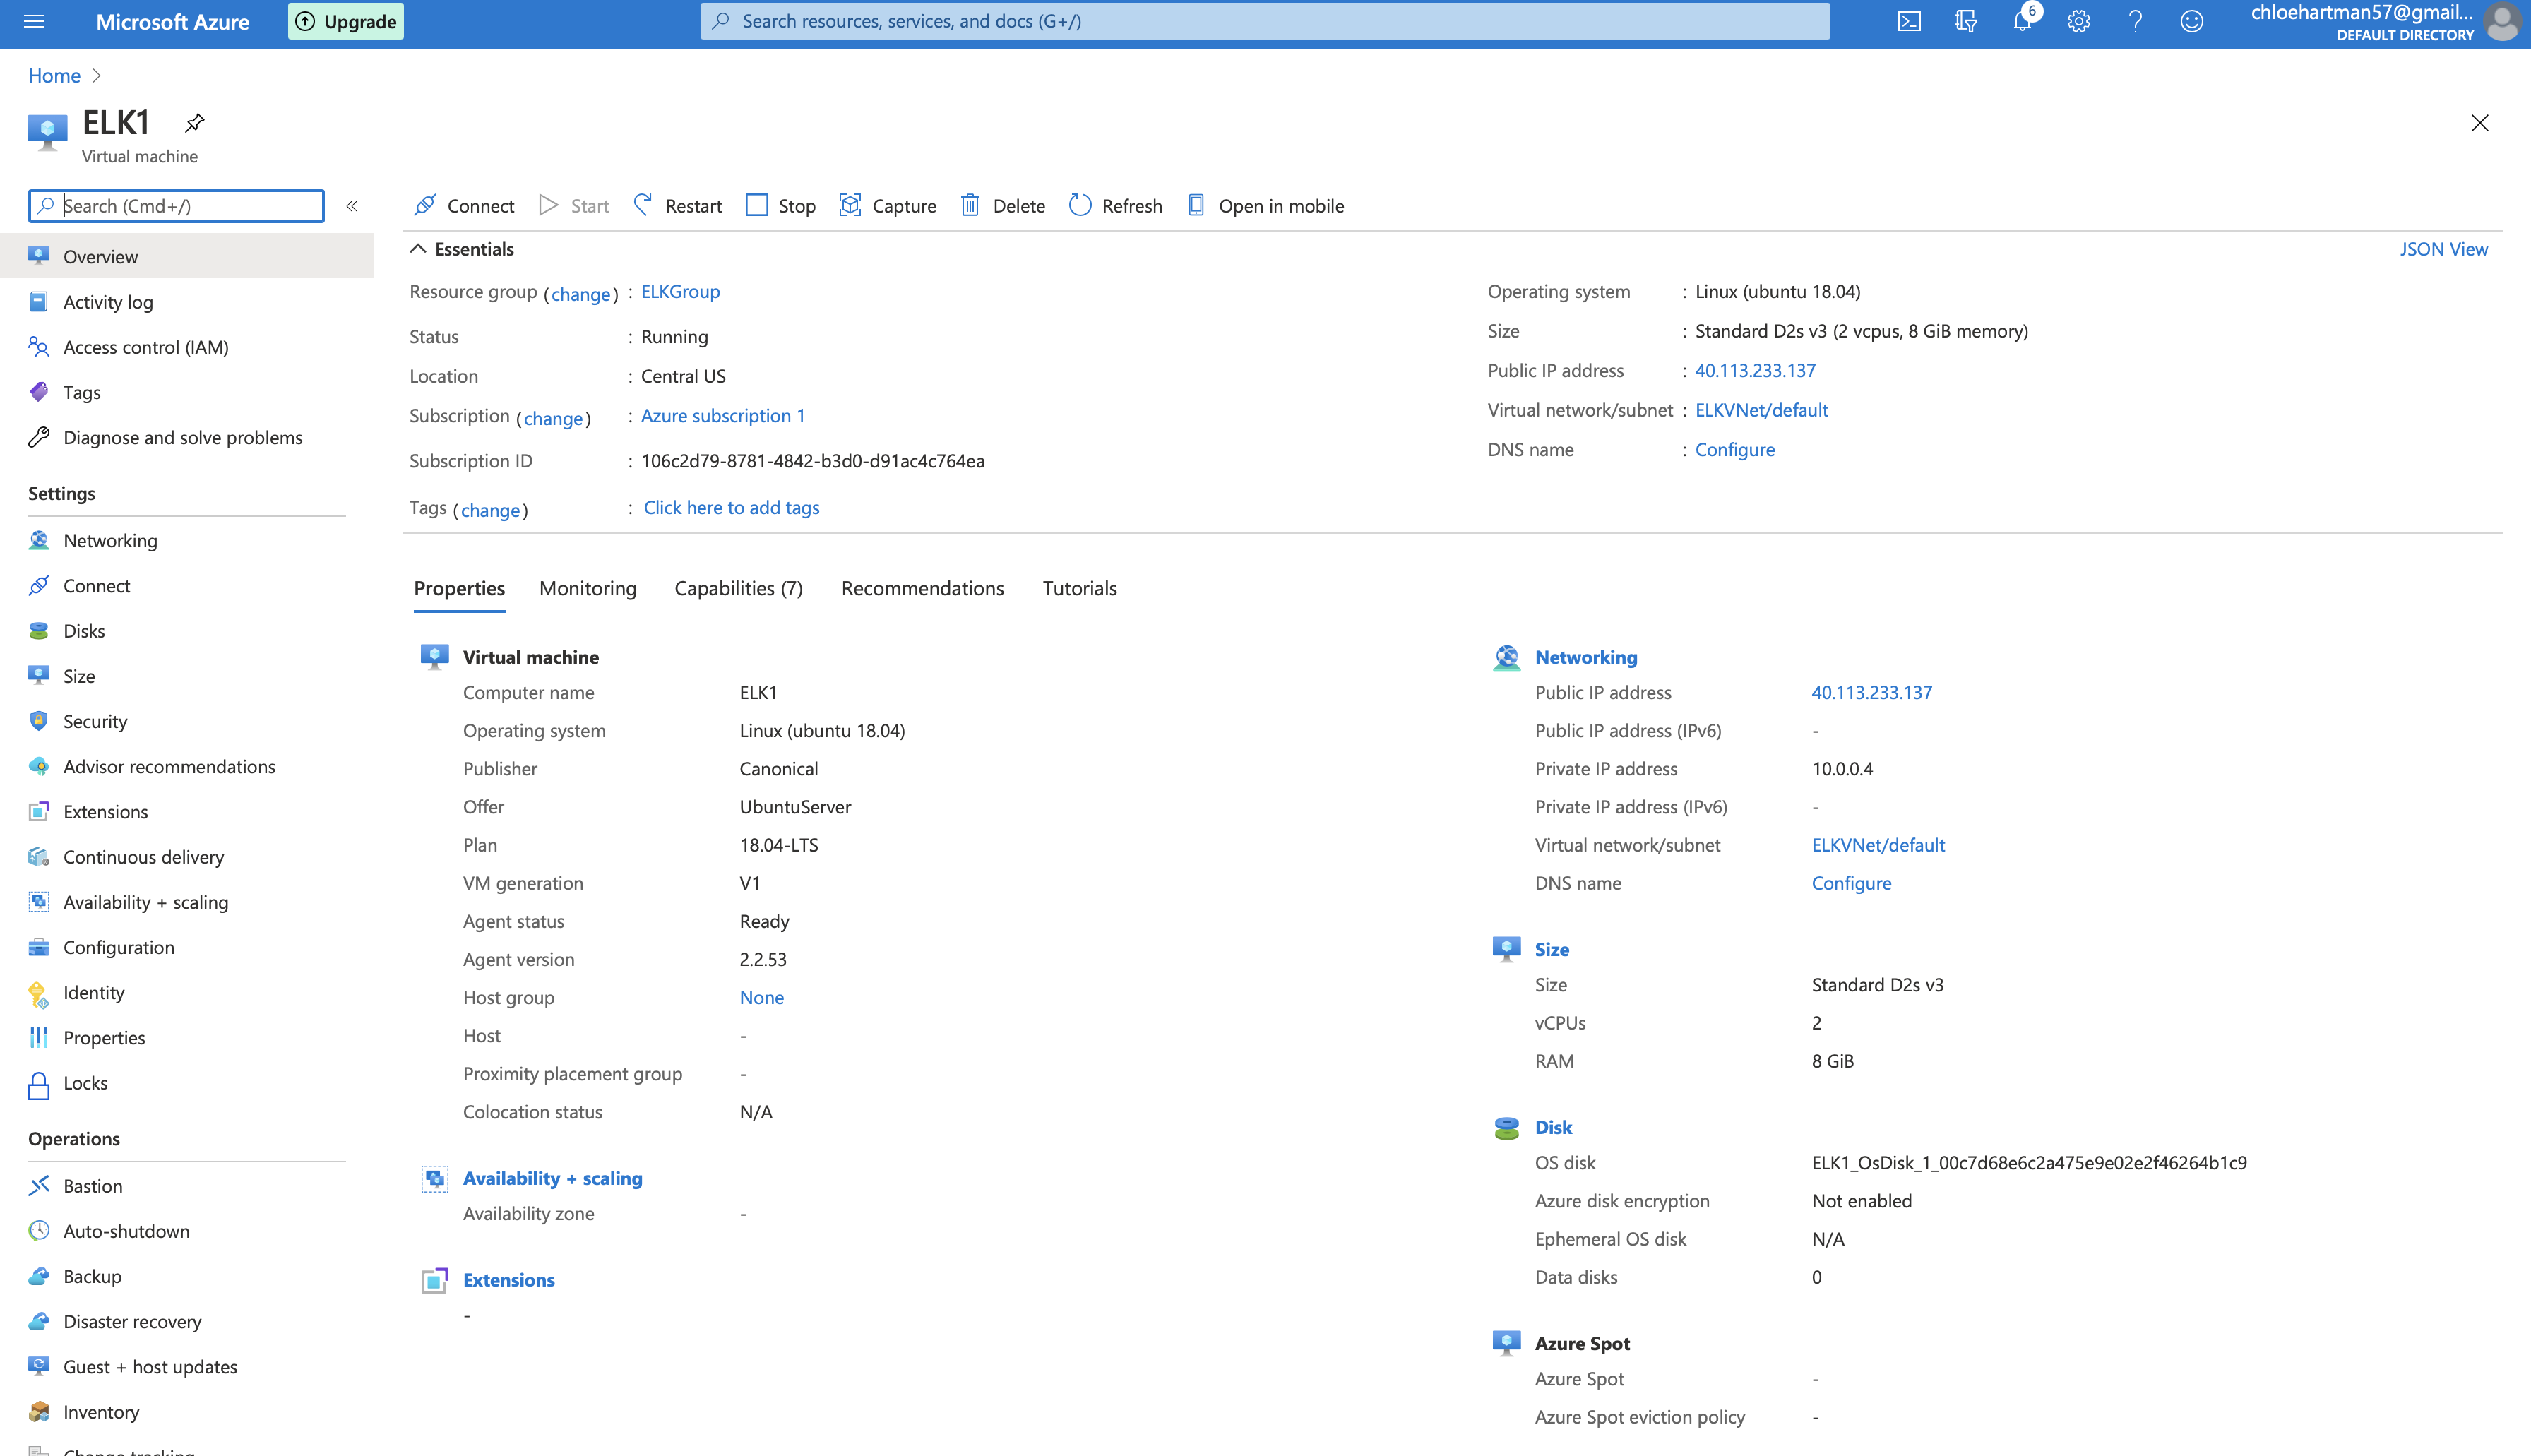 Microsoft Azure
Upgrade
Search resources, services, and docs (G+/)
6
chloehartman57@gmail...
DEFAULT DIRECTORY
Home >
ELK1
Virtual machine
Search (Cmd+/)
«
Connect
Start
Restart
Stop
Capture
Delete
Refresh
Open in mobile
Overview
Activity log
Access control (IAM)
Tags
Diagnose and solve problems
Settings
Networking
Connect
Disks
Size
Security
Advisor recommendations
Extensions
Continuous delivery
Availability + scaling
Configuration
Identity
Properties
Locks
Operations
Bastion
Auto-shutdown
Backup
Disaster recovery
Guest + host updates
Inventory
Change tracking
Essentials
JSON View
Resource group (change) : ELKGroup
Status : Running
Location : Central US
Subscription (change) : Azure subscription 1
Subscription ID : 106c2d79-8781-4842-b3d0-d91ac4c764ea
Tags (change) : Click here to add tags
Operating system : Linux (ubuntu 18.04)
Size : Standard D2s v3 (2 vcpus, 8 GiB memory)
Public IP address : 40.113.233.137
Virtual network/subnet : ELKVNet/default
DNS name : Configure
Properties
Monitoring
Capabilities (7)
Recommendations
Tutorials
Virtual machine
Computer name ELK1
Operating system Linux (ubuntu 18.04)
Publisher Canonical
Offer UbuntuServer
Plan 18.04-LTS
VM generation V1
Agent status Ready
Agent version 2.2.53
Host group None
Host -
Proximity placement group -
Colocation status N/A
Availability + scaling
Availability zone -
Extensions
-
Networking
Public IP address 40.113.233.137
Public IP address (IPv6) -
Private IP address 10.0.0.4
Private IP address (IPv6) -
Virtual network/subnet ELKVNet/default
DNS name Configure
Size
Size Standard D2s v3
vCPUs 2
RAM 8 GiB
Disk
OS disk ELK1_OsDisk_1_00c7d68e6c2a475e9e02e2f46264b1c9
Azure disk encryption Not enabled
Ephemeral OS disk N/A
Data disks 0
Azure Spot
Azure Spot -
Azure Spot eviction policy -